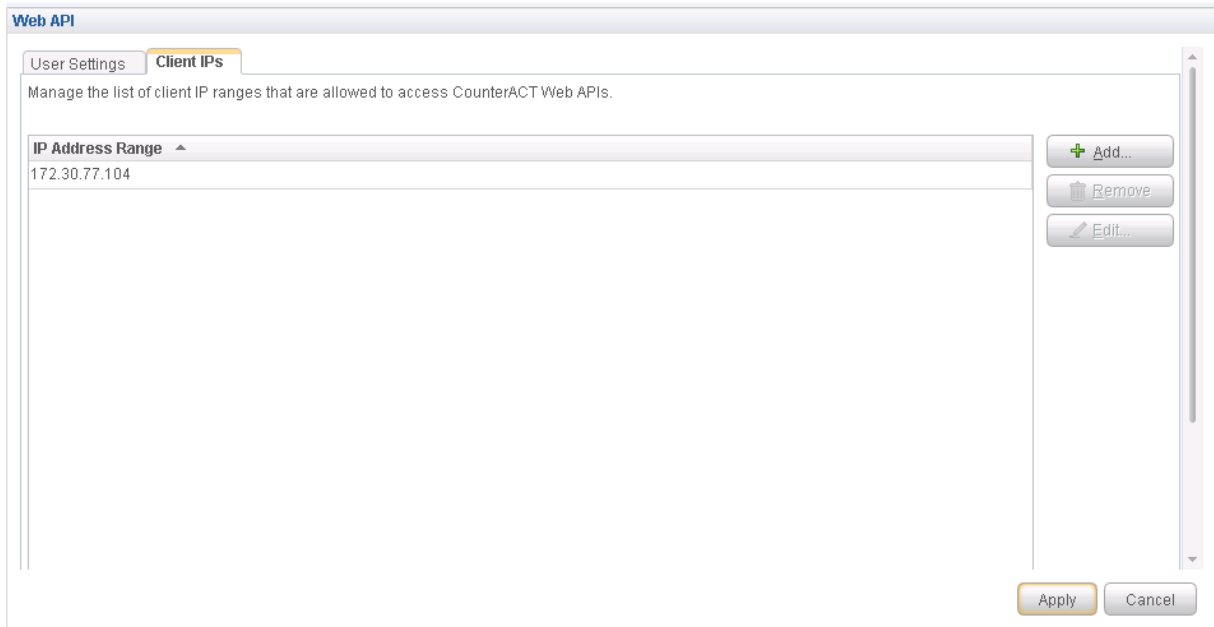 Web API
User Settings
Client IPs
Manage the list of client IP ranges that are allowed to access CounterACT Web APIs.
IP Address Range
Add...
172.30.77.104
Remove
Edit...
Apply
Cancel